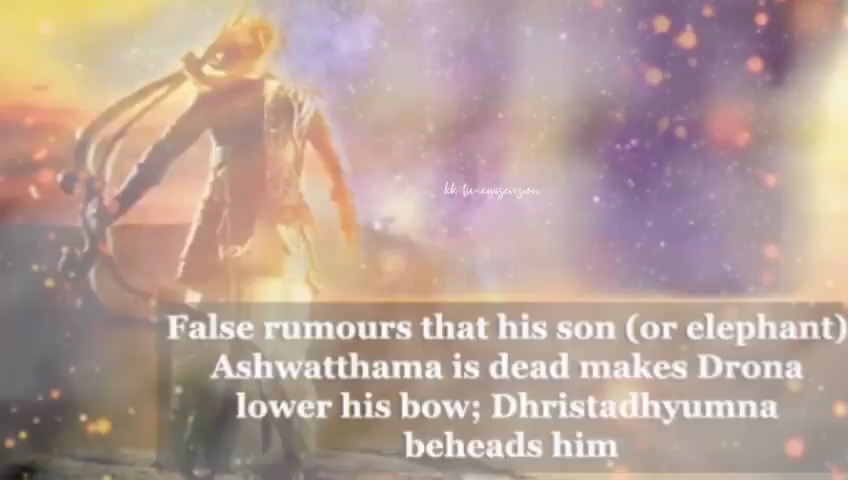 False rumours that his son (or elephant)
Ashwatthama is dead makes Drona
lower his bow; Dhristadhyumna
beheads him